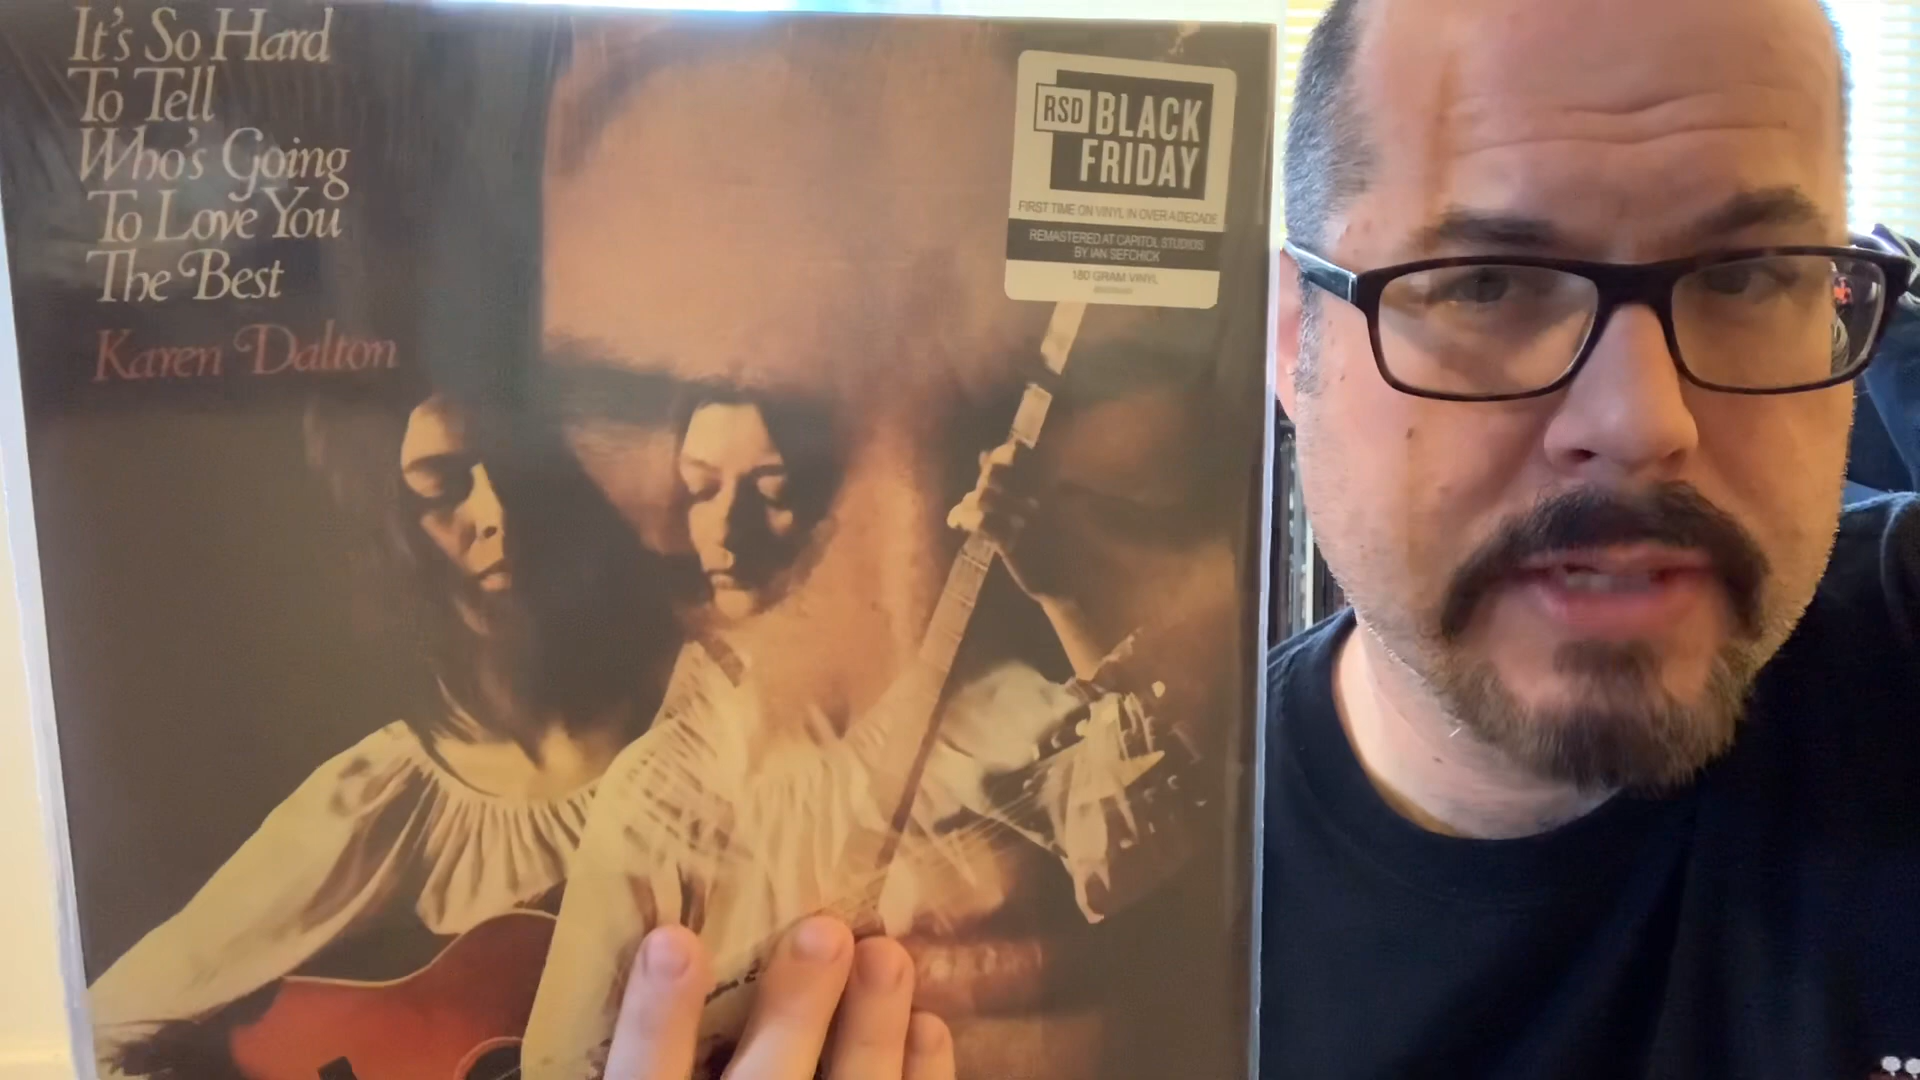 It's So Hard
To Tell
Who's Going
To Love You
The Best
Karen Dalton
RSD BLACK
FRIDAY
FIRST TIME ON VINYL IN OVER A DECADE
REMASTERED AT CAPITOL STUDIOS
BY IAN SEFCHICK
180 GRAM VINYL